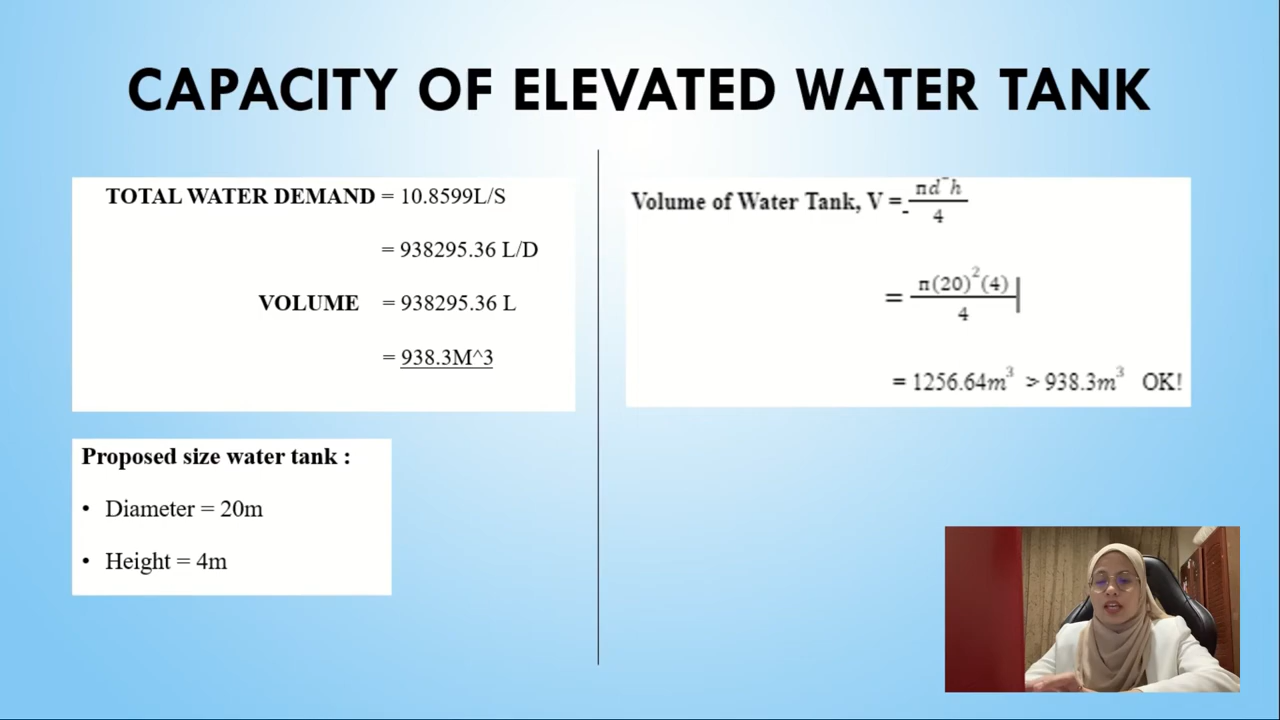 CAPACITY OF ELEVATED WATER TANK
TOTAL WATER DEMAND = 10.8599L/S
= 938295.36 L/D
VOLUME = 938295.36 L
= 938.3M^3
Proposed size water tank :
• Diameter = 20m
• Height = 4m
Volume of Water Tank, V = πd²h/4
= π(20)²(4)/4
= 1256.64m³ > 938.3m³ OK!